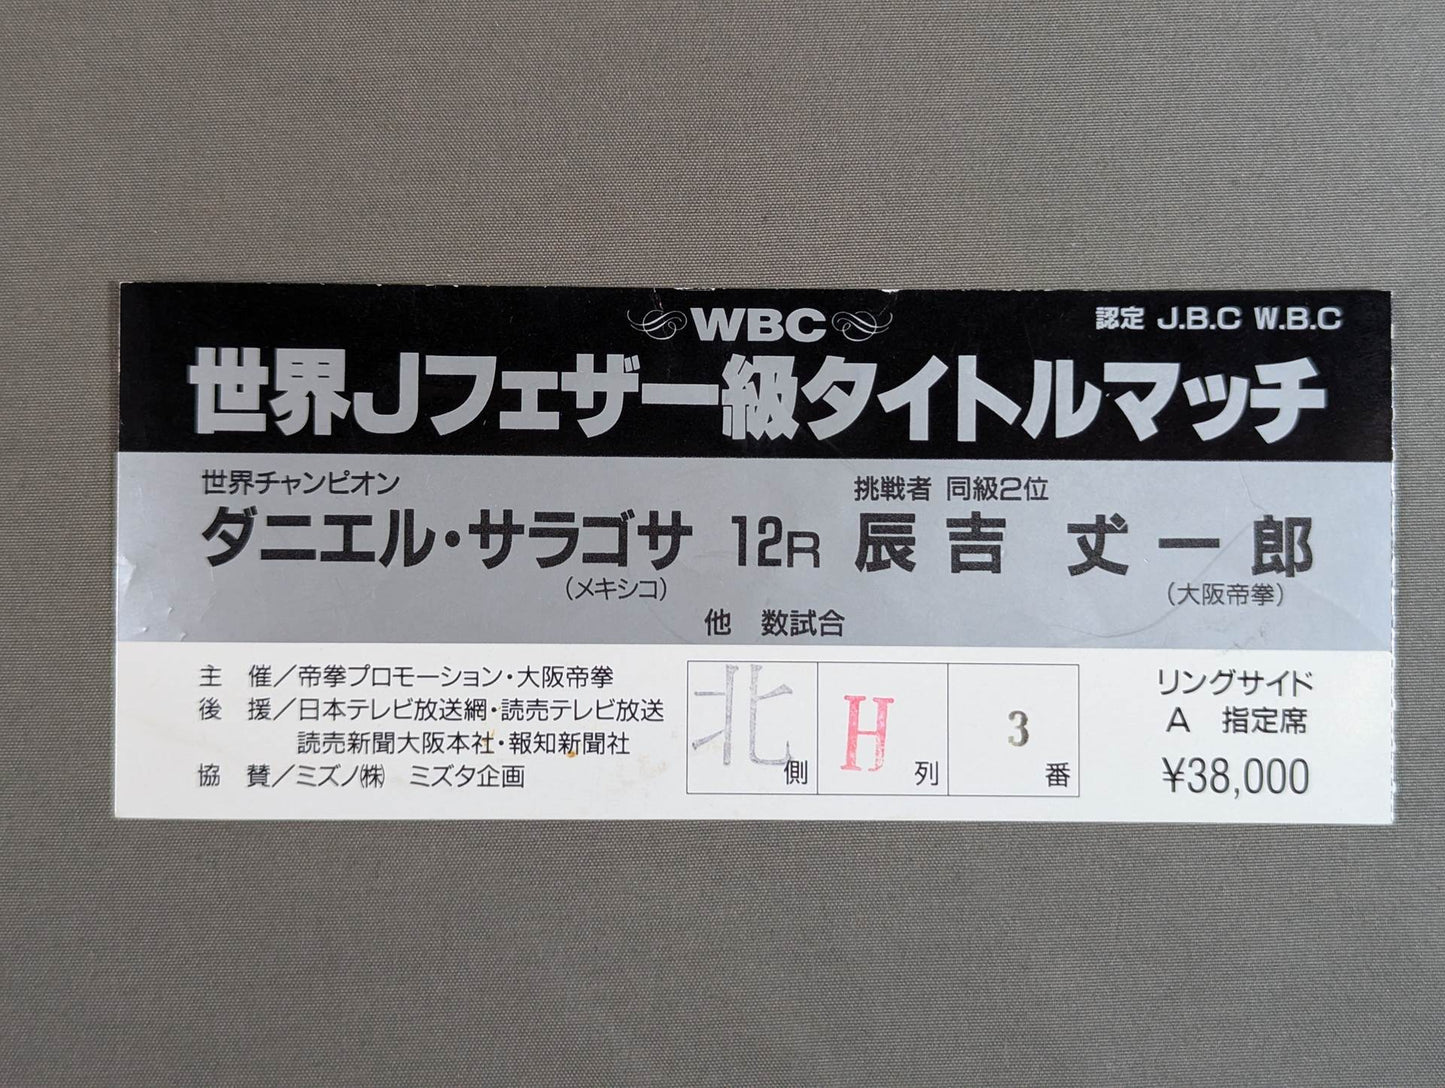 WBC
認定 J.B.C W.B.C
世界Jフェザー級タイトルマッチ
世界チャンピオン
挑戦者 同級2位
ダニエル・サラゴサ 12R 辰吉 丈一郎
(メキシコ)
(大阪帝拳)
他 数試合
主 催/帝拳プロモーション・大阪帝拳
後 援/日本テレビ放送網・読売テレビ放送
読売新聞大阪本社・報知新聞社
協 賛/ミズノ㈱ ミズタ企画
北側 H列 3番
リングサイド
A 指定席
¥38,000